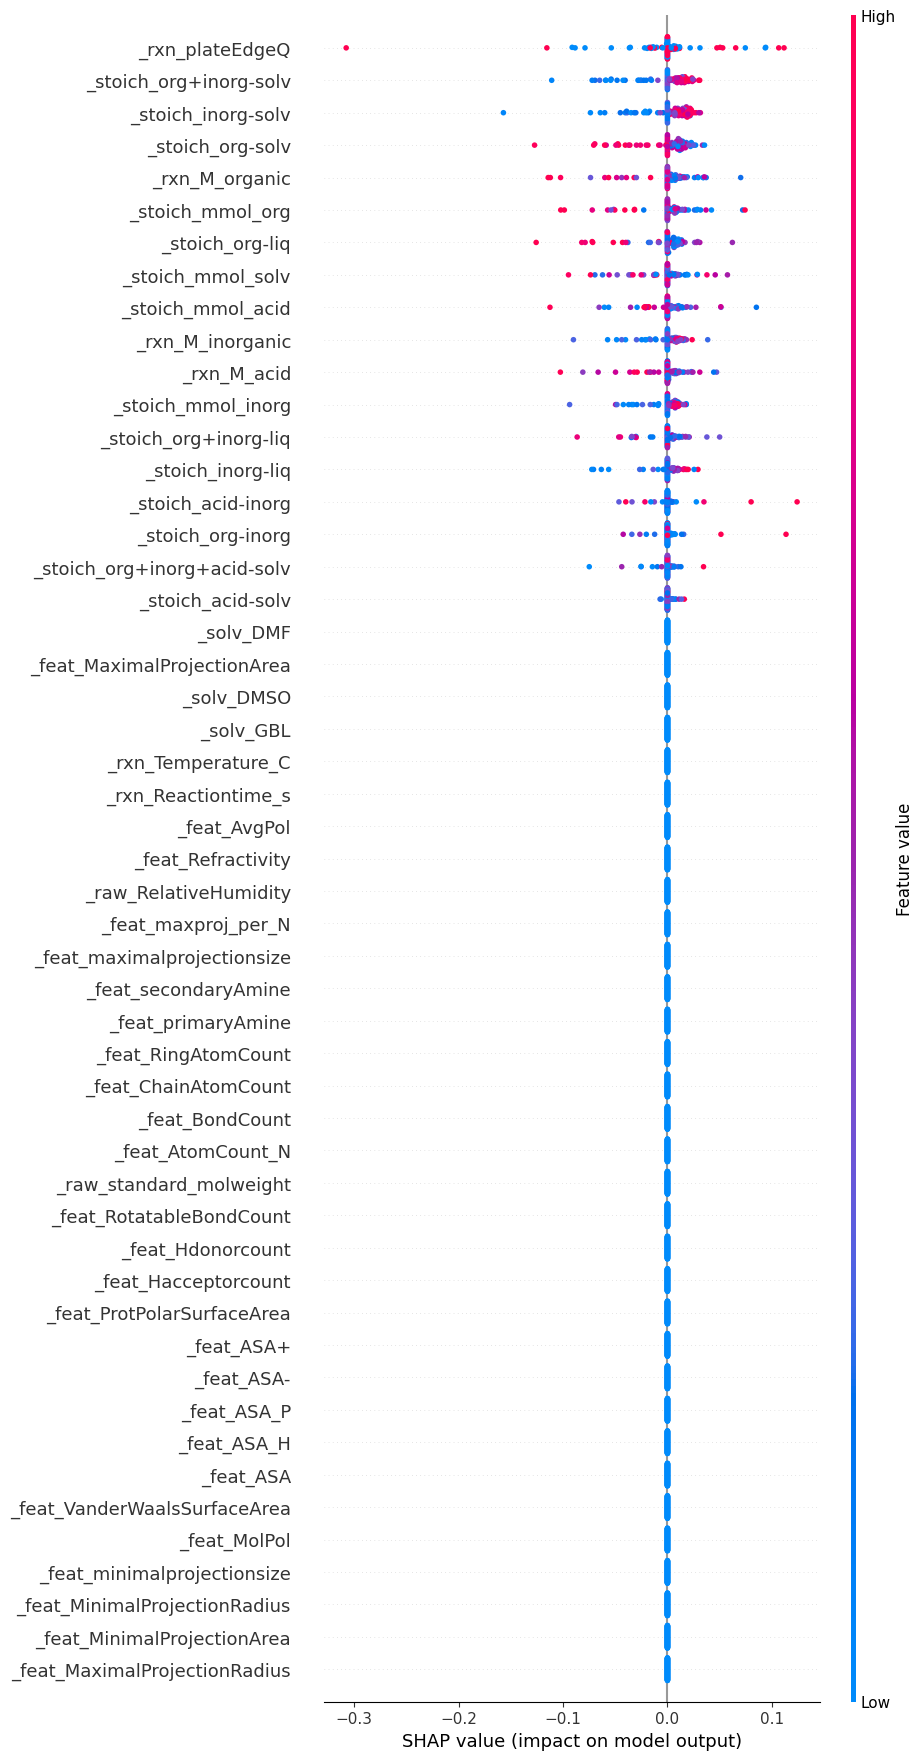 High
_rxn_plateEdgeQ
_stoich_org+inorg-solv
_stoich_inorg-solv
_stoich_org-solv
_rxn_M_organic
_stoich_mmol_org
_stoich_org-liq
_stoich_mmol_solv
_stoich_mmol_acid
_rxn_M_inorganic
_rxn_M_acid
_stoich_mmol_inorg
_stoich_org+inorg-liq
_stoich_inorg-liq
_stoich_acid-inorg
_stoich_org-inorg
_stoich_org+inorg+acid-solv
_stoich_acid-solv
_solv_DMF
_feat_MaximalProjectionArea
_solv_DMSO
_solv_GBL
_rxn_Temperature_C
_rxn_Reactiontime_s
_feat_AvgPol
_feat_Refractivity
_raw_RelativeHumidity
_feat_maxproj_per_N
_feat_maximalprojectionsize
_feat_secondaryAmine
_feat_primaryAmine
_feat_RingAtomCount
_feat_ChainAtomCount
_feat_BondCount
_feat_AtomCount_N
_raw_standard_molweight
_feat_RotatableBondCount
_feat_Hdonorcount
_feat_Hacceptorcount
_feat_ProtPolarSurfaceArea
_feat_ASA+
_feat_ASA-
_feat_ASA_P
_feat_ASA_H
_feat_ASA
_feat_VanderWaalsSurfaceArea
_feat_MolPol
_feat_minimalprojectionsize
_feat_MinimalProjectionRadius
_feat_MinimalProjectionArea
_feat_MaximalProjectionRadius
Feature value
Low
−0.3 −0.2 −0.1 0.0 0.1
SHAP value (impact on model output)